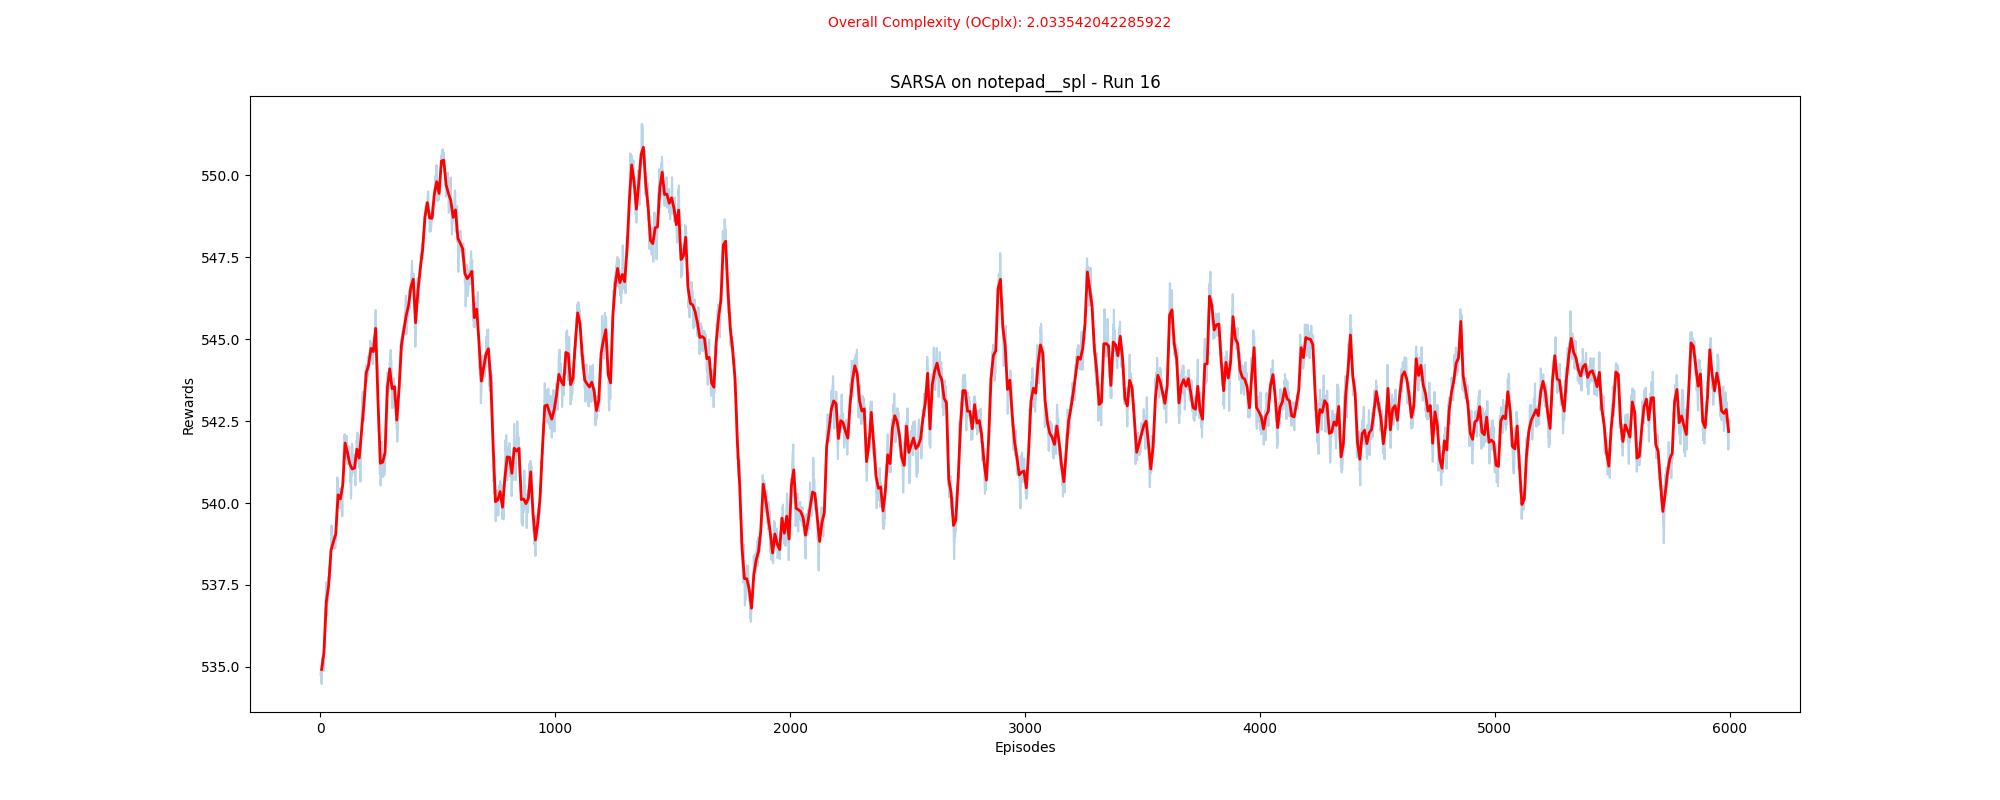 Overall Complexity (OCplx): 2.033542042285922
SARSA on notepad__spl - Run 16
Rewards
550.0
547.5
545.0
542.5
540.0
537.5
535.0
0 1000 2000 3000 4000 5000 6000
Episodes